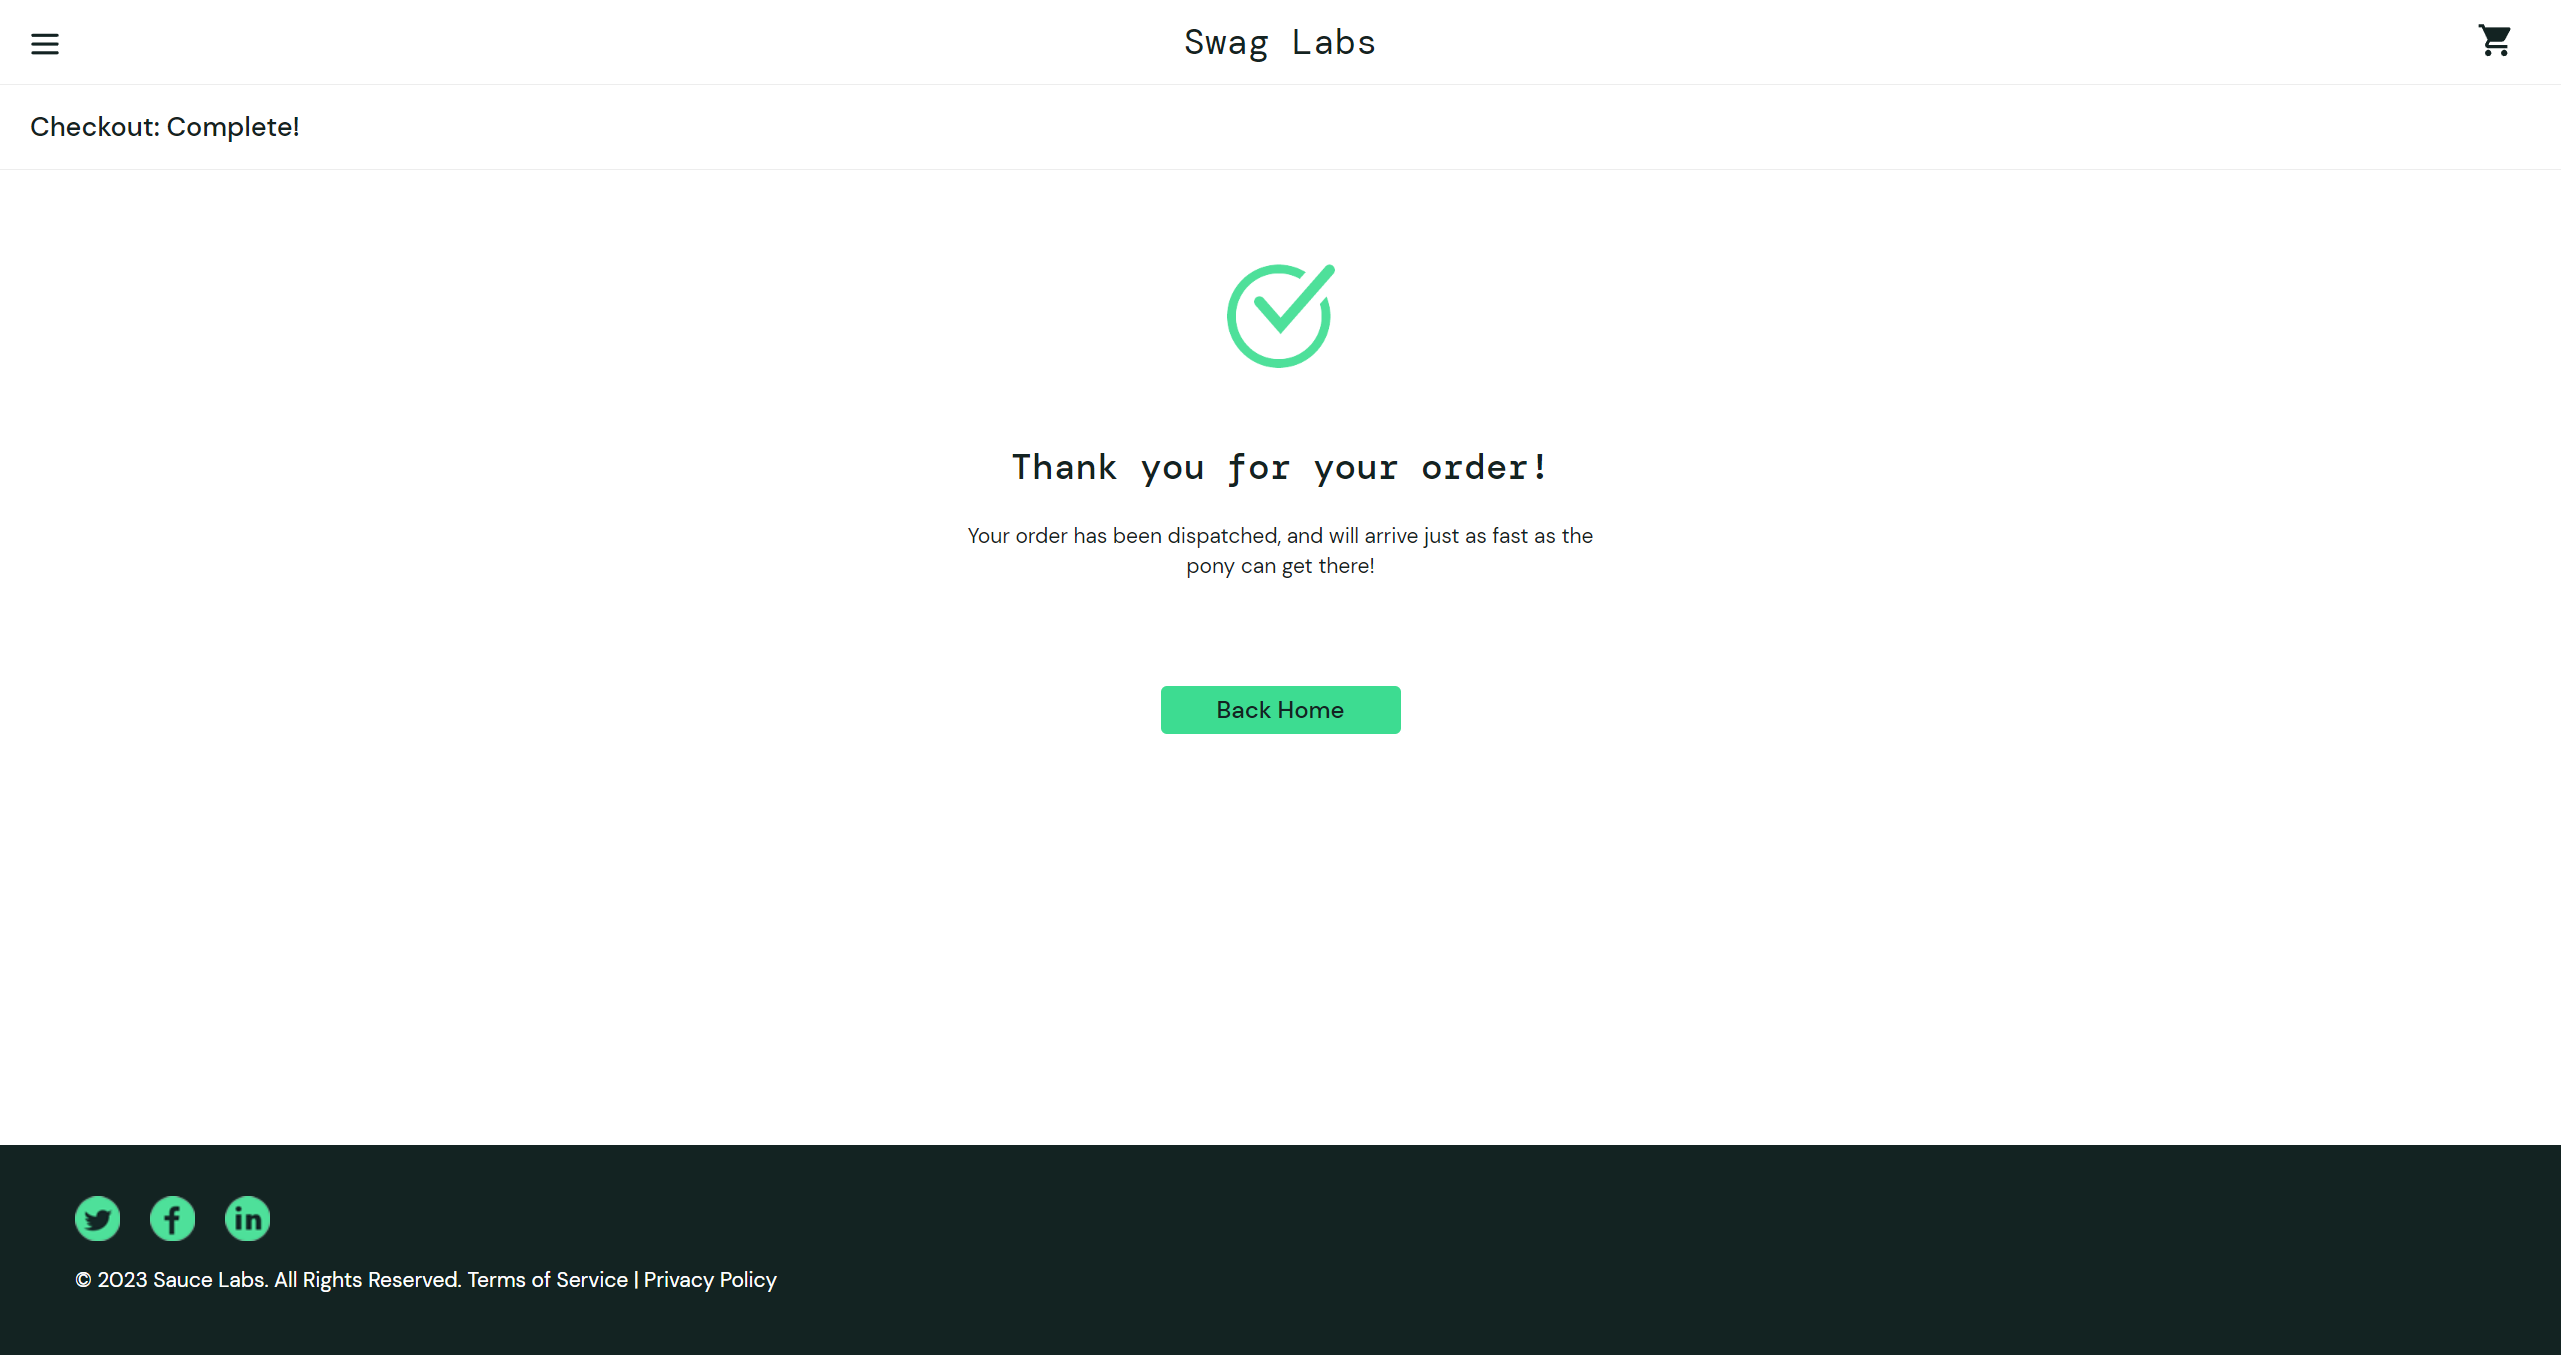 Swag Labs
Checkout: Complete!
Thank you for your order!
Your order has been dispatched, and will arrive just as fast as the
pony can get there!
Back Home
© 2023 Sauce Labs. All Rights Reserved. Terms of Service | Privacy Policy